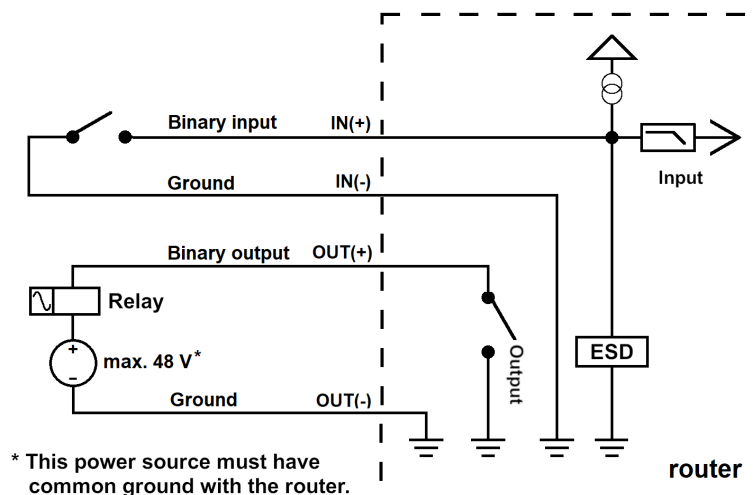 Binary input IN(+)
Input
Ground IN(-)
Binary output OUT(+)
Relay
+
max. 48 V*
−
Output
ESD
Ground OUT(-)
* This power source must have
common ground with the router.
router